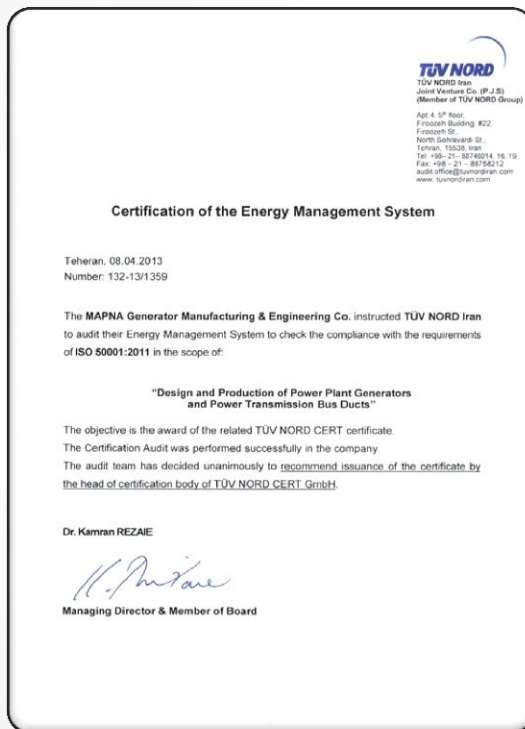 TÜV NORD
TÜV NORD Iran
Joint Venture Co. (P.J.S)
(Member of TÜV NORD Group)
Apt.4, 5th floor,
Firoozeh Building, #22
Firoozeh St.,
North Sohravardi St.,
Tehran, 15538, Iran
Tel: +98-21-88746014, 16, 19
Fax: +98 - 21 - 88758212
audit.office@tuvnordiran.com
www. tuvnordiran.com
Certification of the Energy Management System
Teheran, 08.04.2013
Number: 132-13/1359
The MAPNA Generator Manufacturing & Engineering Co. instructed TÜV NORD Iran
to audit their Energy Management System to check the compliance with the requirements
of ISO 50001:2011 in the scope of:
"Design and Production of Power Plant Generators
and Power Transmission Bus Ducts"
The objective is the award of the related TÜV NORD CERT certificate.
The Certification Audit was performed successfully in the company.
The audit team has decided unanimously to recommend issuance of the certificate by
the head of certification body of TÜV NORD CERT GmbH.
Dr. Kamran REZAIE
Managing Director & Member of Board